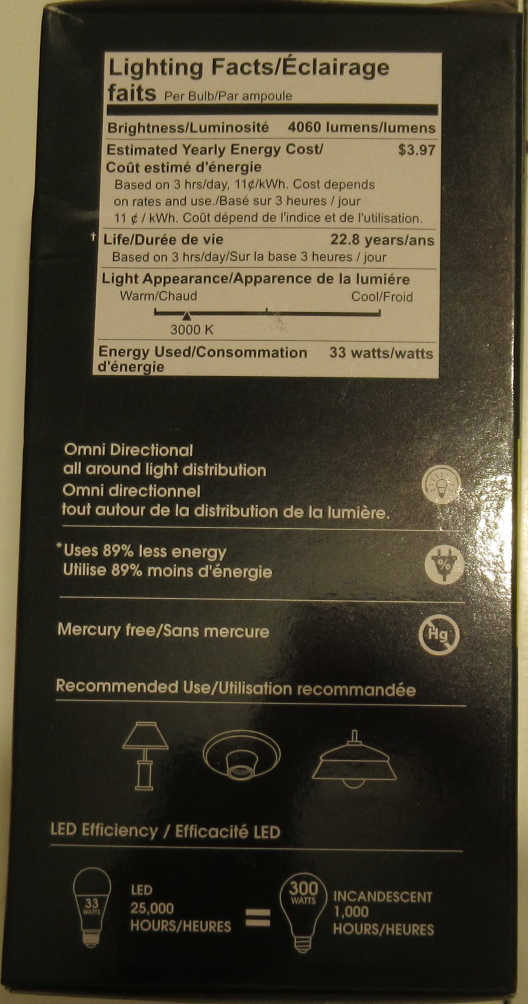 Lighting Facts/Éclairage
faits Per Bulb/Par ampoule
Brightness/Luminosité 4060 lumens/lumens
Estimated Yearly Energy Cost/ $3.97
Coût estimé d'énergie
Based on 3 hrs/day, 11¢/kWh. Cost depends
on rates and use./Basé sur 3 heures / jour
11 ¢ / kWh. Coût dépend de l'indice et de l'utilisation.
† Life/Durée de vie 22.8 years/ans
Based on 3 hrs/day/Sur la base 3 heures / jour
Light Appearance/Apparence de la lumiére
Warm/Chaud Cool/Froid
3000 K
Energy Used/Consommation 33 watts/watts
d'énergie
Omni Directional
all around light distribution
Omni directionnel
tout autour de la distribution de la lumière.
*Uses 89% less energy
Utilise 89% moins d'énergie
%
Mercury free/Sans mercure
Hg
Recommended Use/Utilisation recommandée
LED Efficiency / Efficacité LED
33
WATTS
LED
25,000
HOURS/HEURES
=
300
WATTS
INCANDESCENT
1,000
HOURS/HEURES